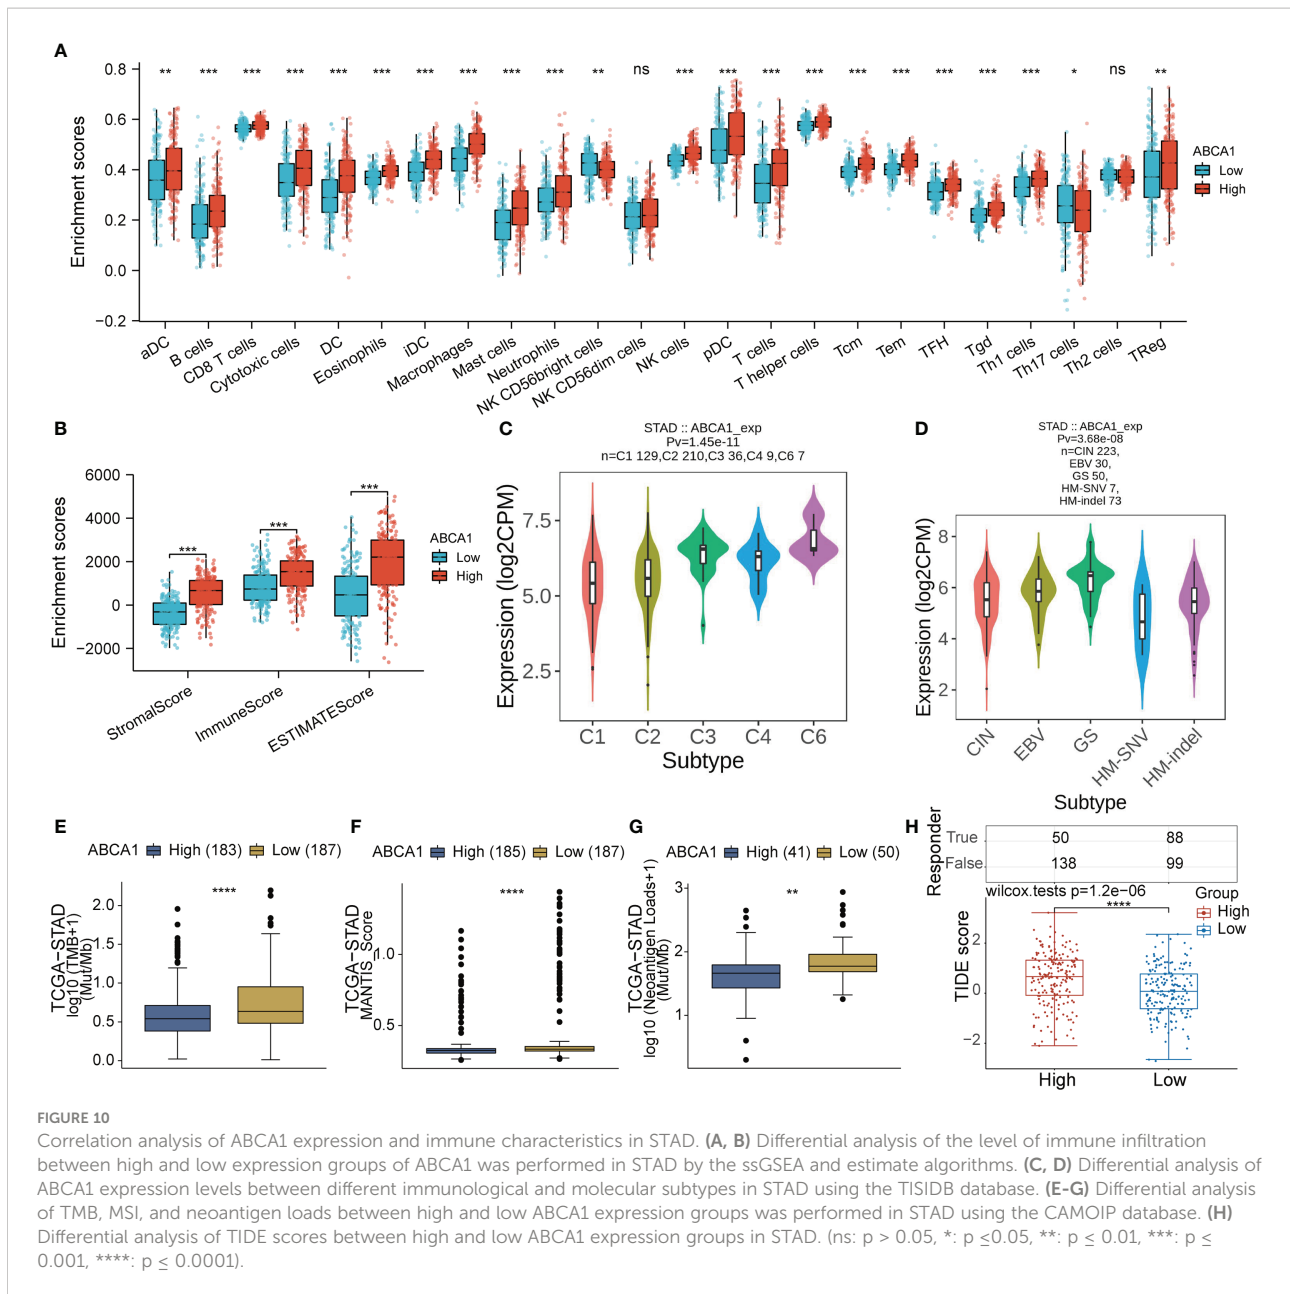 A
Enrichment scores
0.8
0.6
0.4
0.2
0.0
−0.2
** *** *** *** *** *** *** *** *** *** ** ns *** *** *** *** *** *** *** *** *** * ns **
aDC
B cells
CD8 T cells
Cytotoxic cells
DC
Eosinophils
iDC
Macrophages
Mast cells
Neutrophils
NK CD56bright cells
NK CD56dim cells
NK cells
pDC
T cells
T helper cells
Tcm
Tem
TFH
Tgd
Th1 cells
Th17 cells
Th2 cells
TReg
ABCA1
Low
High
B
Enrichment scores
6000
4000
2000
0
−2000
***
***
***
StromalScore
ImmuneScore
ESTIMATEScore
ABCA1
Low
High
C
STAD :: ABCA1_exp
Pv=1.45e-11
n=C1 129,C2 210,C3 36,C4 9,C6 7
Expression (log2CPM)
7.5
5.0
2.5
C1 C2 C3 C4 C6
Subtype
D
STAD :: ABCA1_exp
Pv=3.68e-08
n=CIN 223,
EBV 30,
GS 50,
HM-SNV 7,
HM-indel 73
Expression (log2CPM)
8
6
4
2
CIN
EBV
GS
HM-SNV
HM-indel
Subtype
E
ABCA1 High (183) Low (187)
TCGA−STAD
log10 (TMB+1)
(Mut/Mb)
2.0
1.5
1.0
0.5
0.0
****
F
ABCA1 High (185) Low (187)
TCGA−STAD
MANTIS Score
1.0
0.5
****
G
ABCA1 High (41) Low (50)
TCGA−STAD
log10 (Neoantigen Loads+1)
(Mut/Mb)
3
2
1
**
H
Responder
True 50 88
False 138 99
wilcox.tests p=1.2e−06
****
Group
High
Low
TIDE score
2
0
−2
High Low
FIGURE 10
Correlation analysis of ABCA1 expression and immune characteristics in STAD. (A, B) Differential analysis of the level of immune infiltration
between high and low expression groups of ABCA1 was performed in STAD by the ssGSEA and estimate algorithms. (C, D) Differential analysis of
ABCA1 expression levels between different immunological and molecular subtypes in STAD using the TISIDB database. (E-G) Differential analysis
of TMB, MSI, and neoantigen loads between high and low ABCA1 expression groups was performed in STAD using the CAMOIP database. (H)
Differential analysis of TIDE scores between high and low ABCA1 expression groups in STAD. (ns: p > 0.05, *: p ≤0.05, **: p ≤ 0.01, ***: p ≤
0.001, ****: p ≤ 0.0001).